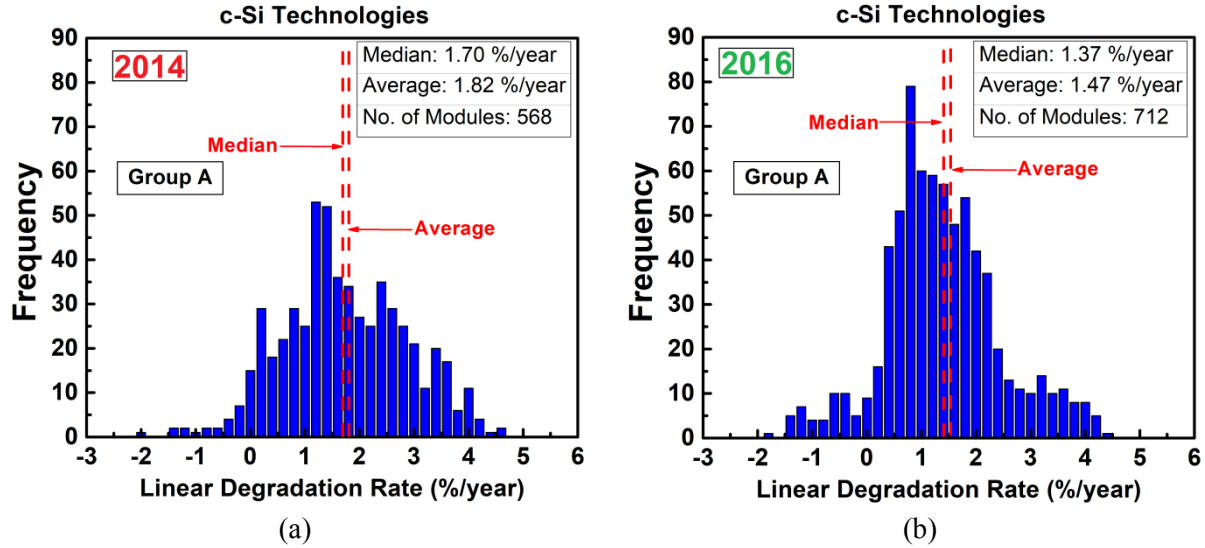 c-Si Technologies
90
80
70
60
50
40
30
20
10
0
Frequency
2014
Median: 1.70 %/year
Average: 1.82 %/year
No. of Modules: 568
Median
Group A
Average
-3 -2 -1 0 1 2 3 4 5 6
Linear Degradation Rate (%/year)
(a)
c-Si Technologies
90
80
70
60
50
40
30
20
10
0
Frequency
2016
Median: 1.37 %/year
Average: 1.47 %/year
No. of Modules: 712
Median
Group A
Average
-3 -2 -1 0 1 2 3 4 5 6
Linear Degradation Rate (%/year)
(b)